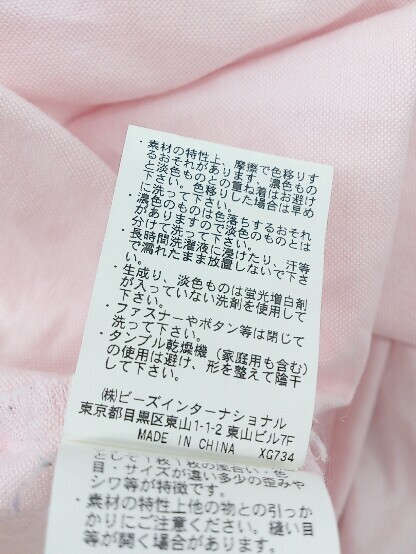 ・素材の特性上、摩擦で色移りす
るおそれがあります。濃色もの
と淡色ものとの重ね着はお避け
下さい。色移りした場合は早め
に洗って下さい。
・濃色のものは色落ちするおそれ
がありますので淡色のものとは
分けて洗って下さい。
・長時間洗濯液に浸けたり、汗等
で濡れたまま放置しないで下さ
い。
・生成り、淡色ものは蛍光増白剤
が入っていない洗剤を使用して
下さい。
・ファスナーやボタン等は閉じて
洗って下さい。
・タンブル乾燥機（家庭用も含む）
の使用は避け、形を整えて陰干
して下さい。
㈱ビーズインターナショナル
東京都目黒区東山1-1-2 東山ビル7F
MADE IN CHINA XG734
として1枚1枚の風合い・色
目・サイズが違い多少の歪みや
シワ等が特徴です。
・素材の特性上他の物との引っか
かりにご注意ください。縫い目
等が開く場合があります。